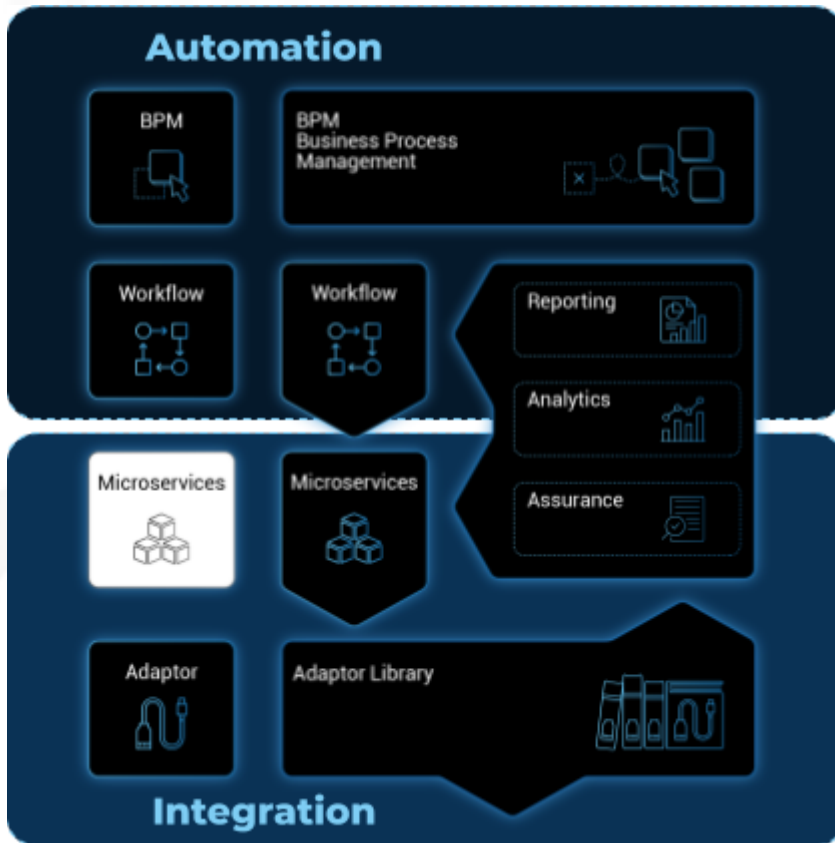 Automation
BPM
BPM
Business Process
Management
Workflow
Workflow
Reporting
Analytics
Assurance
Microservices
Microservices
Adaptor
Adaptor Library
Integration